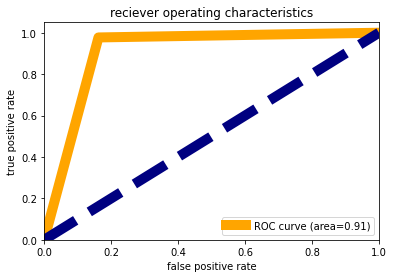 reciever operating characteristics
1.0
0.8
0.6
0.4
0.2
0.0
true positive rate
ROC curve (area=0.91)
0.0 0.2 0.4 0.6 0.8 1.0
false positive rate